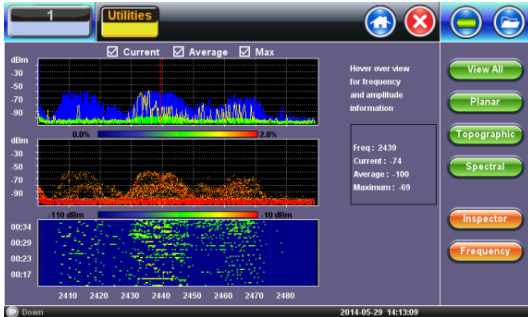 1
Utilities
Current Average Max
dBm
-30
-50
-70
-90
0.0% 2.0%
dBm
-30
-50
-70
-90
-110 dBm -10 dBm
00:34
00:29
00:23
00:17
2410 2420 2430 2440 2450 2460 2470 2480
Hover over view
for frequency
and amplitude
information
Freq : 2439
Current : -74
Average : -100
Maximum : -69
View All
Planar
Topographic
Spectral
Inspector
Frequency
Down 2014-05-29 14:13:09